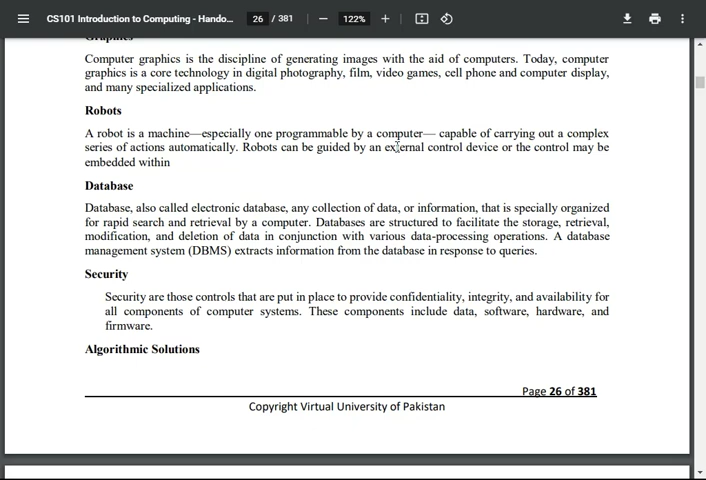 CS101 Introduction to Computing - Hando... 26 / 381 — 122% +
Graphics
Computer graphics is the discipline of generating images with the aid of computers. Today, computer
graphics is a core technology in digital photography, film, video games, cell phone and computer display,
and many specialized applications.
Robots
A robot is a machine—especially one programmable by a computer— capable of carrying out a complex
series of actions automatically. Robots can be guided by an external control device or the control may be
embedded within
Database
Database, also called electronic database, any collection of data, or information, that is specially organized
for rapid search and retrieval by a computer. Databases are structured to facilitate the storage, retrieval,
modification, and deletion of data in conjunction with various data-processing operations. A database
management system (DBMS) extracts information from the database in response to queries.
Security
Security are those controls that are put in place to provide confidentiality, integrity, and availability for
all components of computer systems. These components include data, software, hardware, and
firmware.
Algorithmic Solutions
Page 26 of 381
Copyright Virtual University of Pakistan